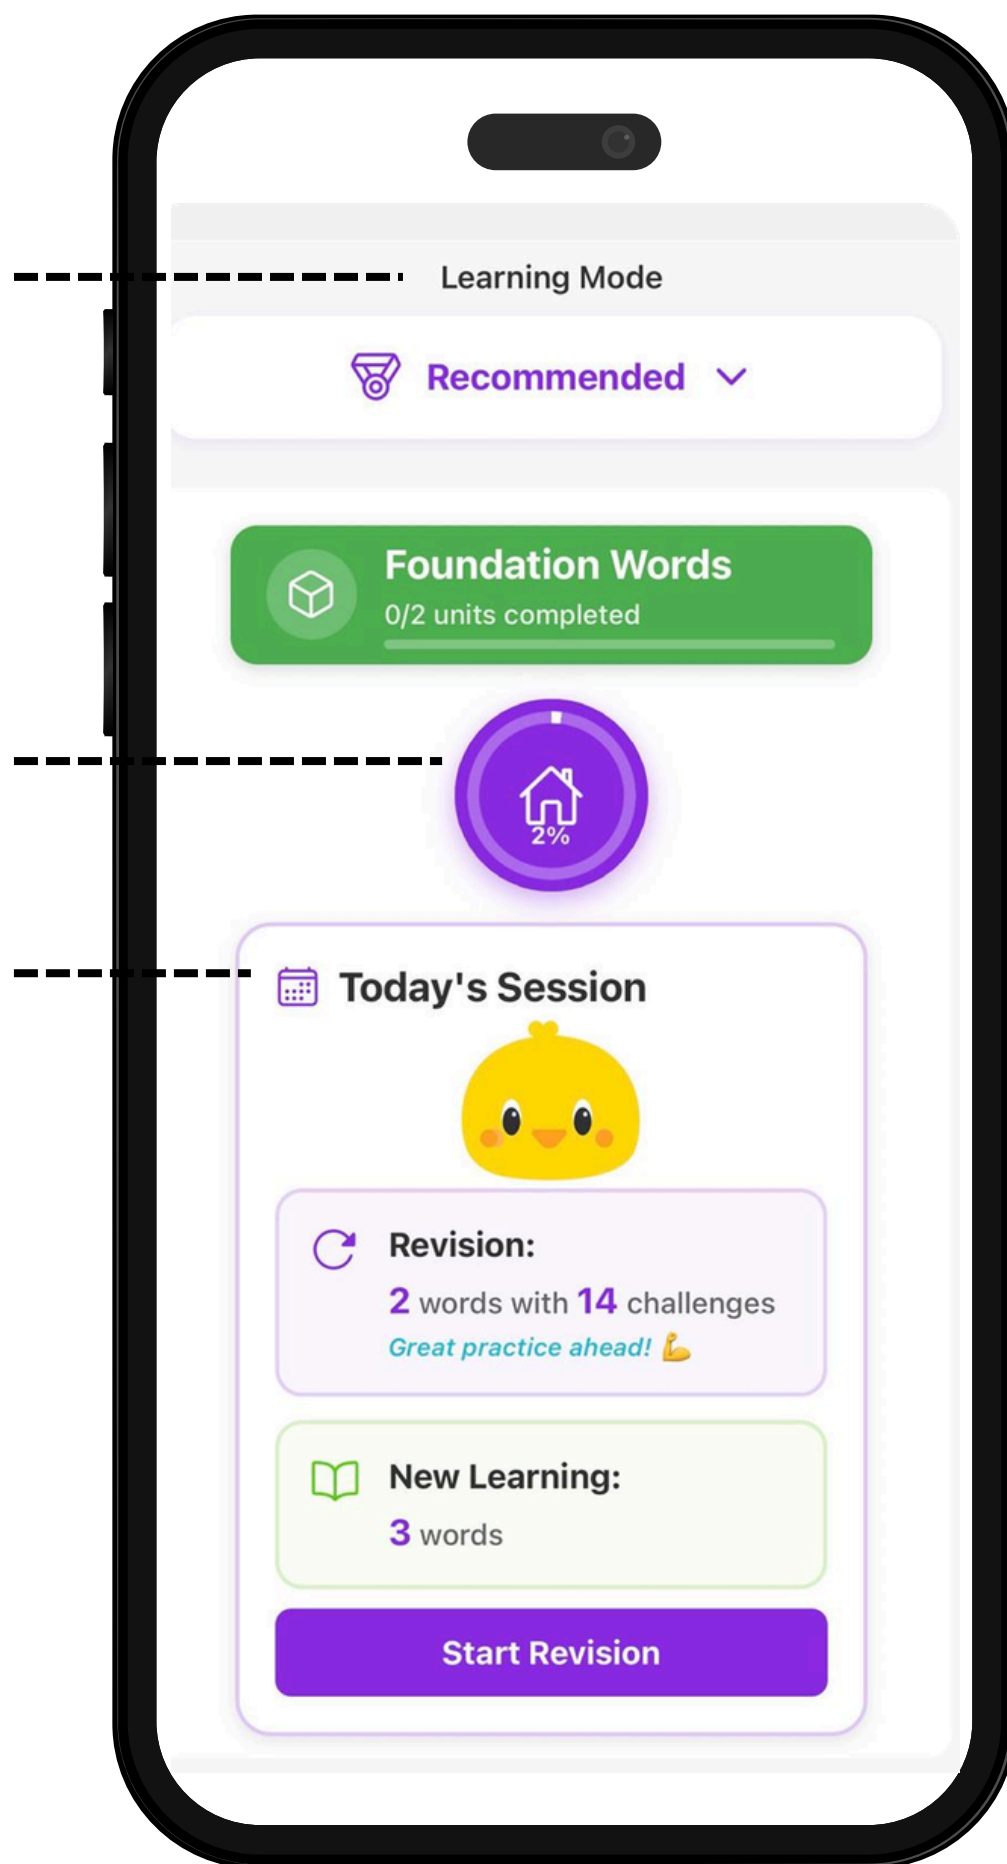 Learning Mode
Recommended
Foundation Words
0/2 units completed
2%
Today's Session
Revision:
2 words with 14 challenges
Great practice ahead! 💪
New Learning:
3 words
Start Revision